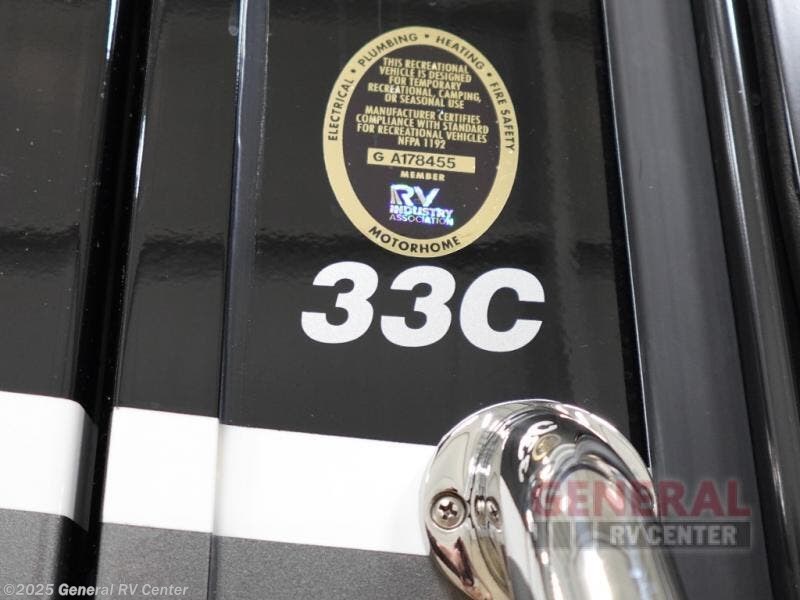 ELECTRICAL • PLUMBING • HEATING • FIRE SAFETY
THIS RECREATIONAL
VEHICLE IS DESIGNED
FOR TEMPORARY
RECREATIONAL, CAMPING,
OR SEASONAL USE
MANUFACTURER CERTIFIES
COMPLIANCE WITH STANDARD
FOR RECREATIONAL VEHICLES
NFPA 1192
G A178455
MEMBER
RV
INDUSTRY
ASSOCIATION
MOTORHOME
33C
GENERAL
RV CENTER
©2025 General RV Center